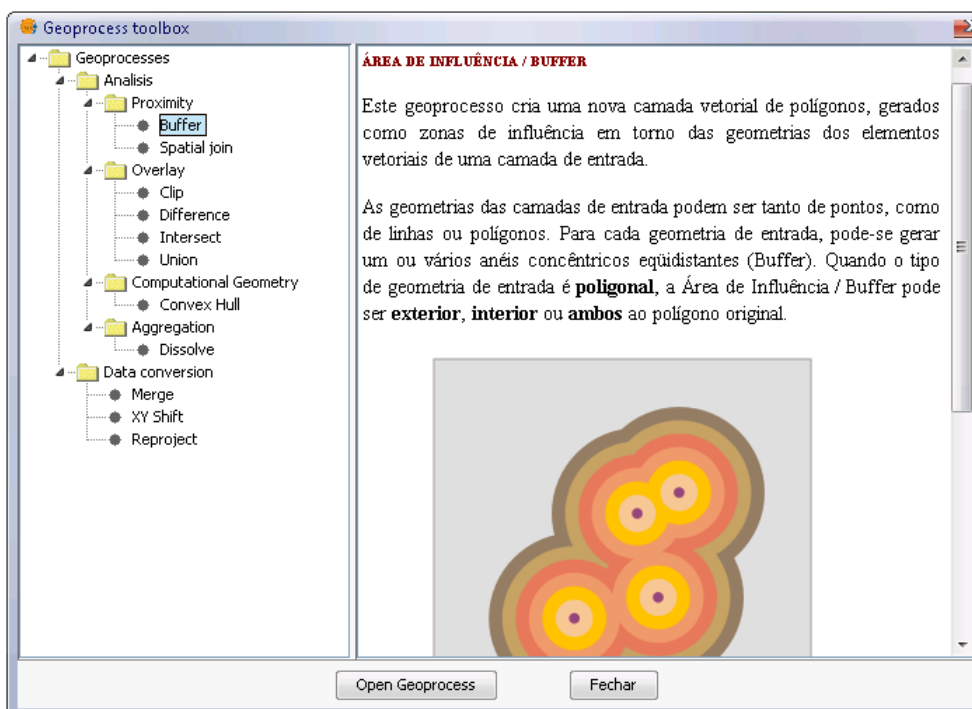 Geoprocess toolbox
Geoprocesses
Analisis
Proximity
Buffer
Spatial join
Overlay
Clip
Difference
Intersect
Union
Computational Geometry
Convex Hull
Aggregation
Dissolve
Data conversion
Merge
XY Shift
Reproject
ÁREA DE INFLUÊNCIA / BUFFER
Este geoprocesso cria uma nova camada vetorial de polígonos, gerados
como zonas de influência em torno das geometrias dos elementos
vetoriais de uma camada de entrada.
As geometrias das camadas de entrada podem ser tanto de pontos, como
de linhas ou polígonos. Para cada geometria de entrada, pode-se gerar
um ou vários anéis concêntricos eqüidistantes (Buffer). Quando o tipo
de geometria de entrada é poligonal, a Área de Influência / Buffer pode
ser exterior, interior ou ambos ao polígono original.
Open Geoprocess
Fechar